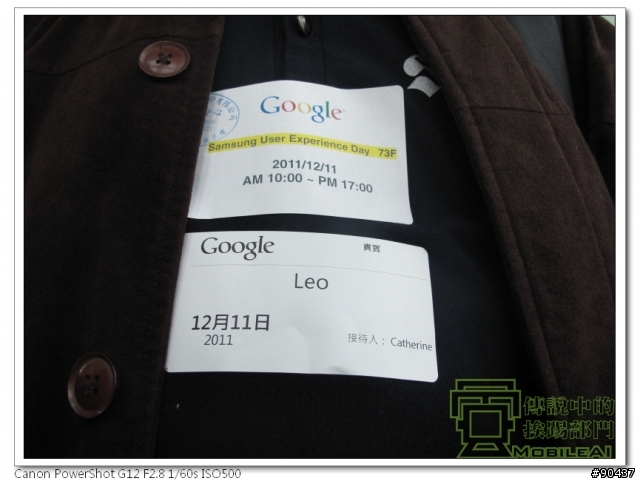 Google
Samsung User Experience Day 73F
2011/12/11
AM 10:00 ~ PM 17:00
Google 貴賓
Leo
12月11日
2011
接待人： Catherine
傳說中的
挨踢部門
MOBILEAI
Canon PowerShot G12 F2.8 1/60s ISO500
#90437